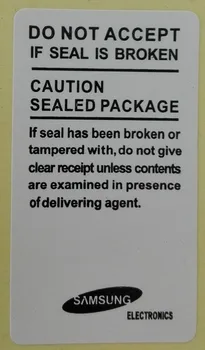 DO NOT ACCEPT
IF SEAL IS BROKEN
CAUTION
SEALED PACKAGE
If seal has been broken or
tampered with, do not give
clear receipt unless contents
are examined in presence
of delivering agent.
SAMSUNG
ELECTRONICS